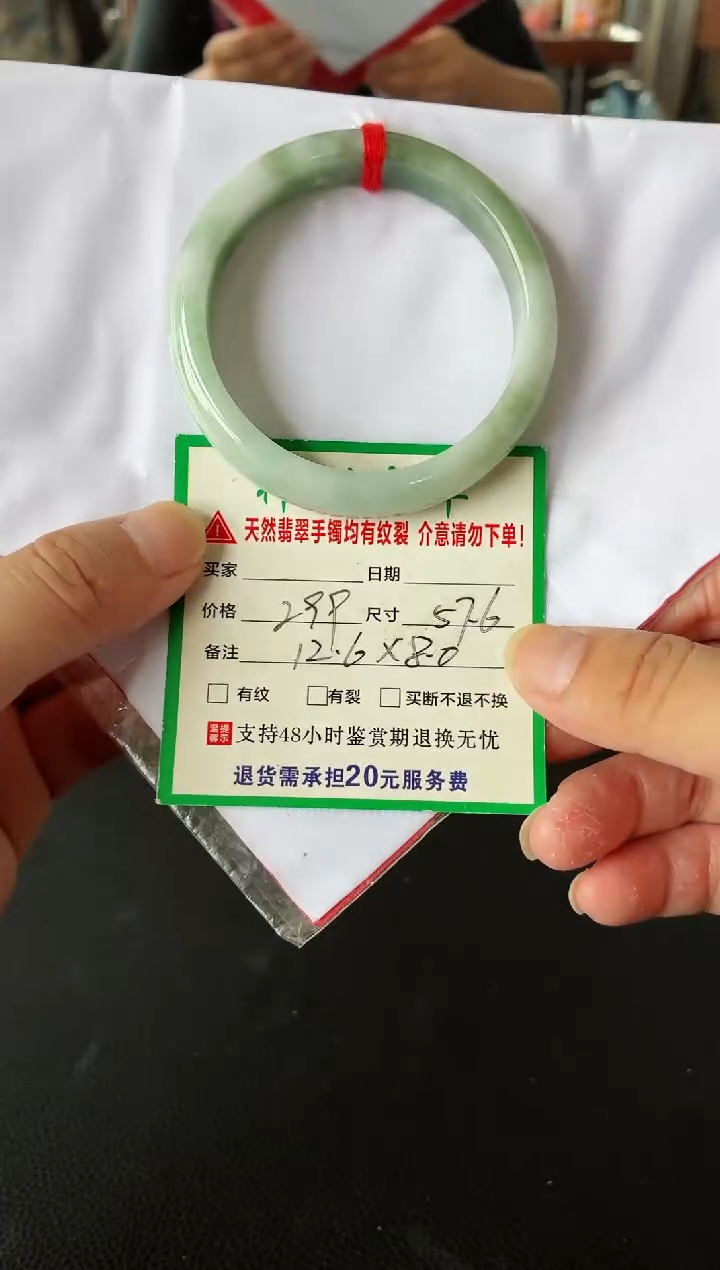 天然翡翠手镯均有纹裂 介意请勿下单!
买家 日期
价格 299 尺寸 57.6
备注 12.6×8.0
有纹 有裂 买断不退不换
温馨提示 支持48小时鉴赏期退换无忧
退货需承担20元服务费